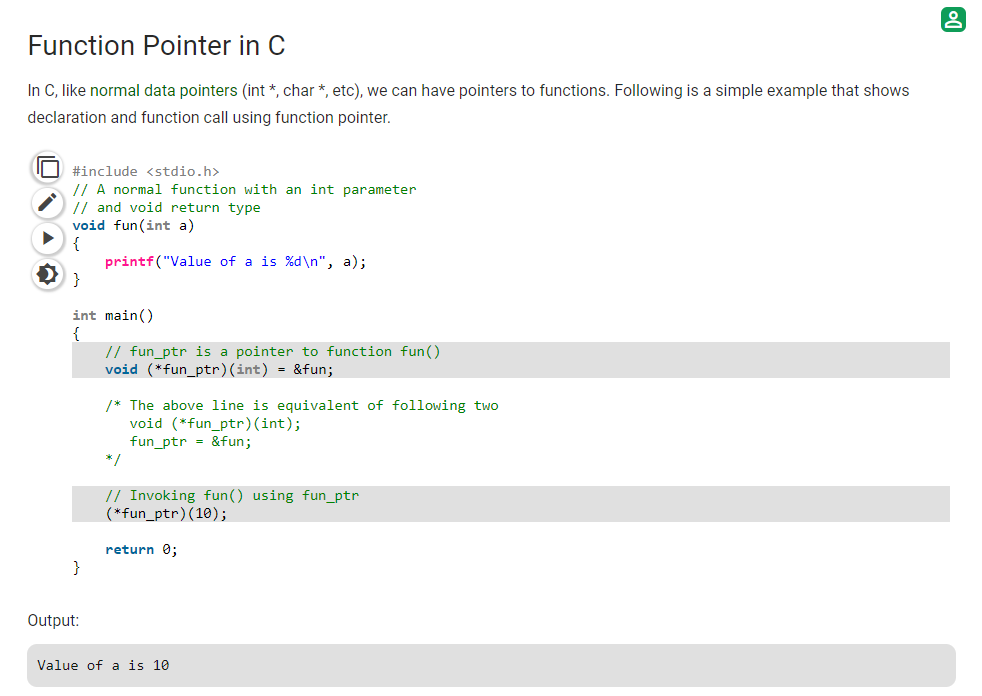 Function Pointer in C
In C, like normal data pointers (int *, char *, etc), we can have pointers to functions. Following is a simple example that shows
declaration and function call using function pointer.
#include <stdio.h>
// A normal function with an int parameter
// and void return type
void fun(int a)
{
    printf("Value of a is %d\n", a);
}

int main()
{
    // fun_ptr is a pointer to function fun()
    void (*fun_ptr)(int) = &fun;

    /* The above line is equivalent of following two
       void (*fun_ptr)(int);
       fun_ptr = &fun;
    */

    // Invoking fun() using fun_ptr
    (*fun_ptr)(10);

    return 0;
}
Output:
Value of a is 10